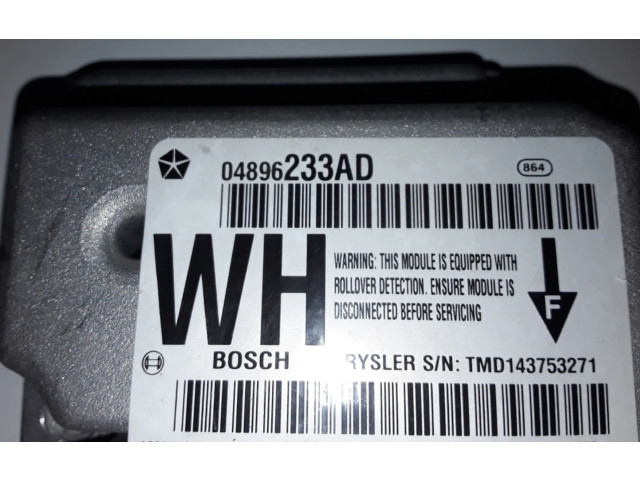 04896233AD
864
WH
WARNING: THIS MODULE IS EQUIPPED WITH
ROLLOVER DETECTION. ENSURE MODULE IS
DISCONNECTED BEFORE SERVICING
F
BOSCH
RYSLER S/N: TMD143753271